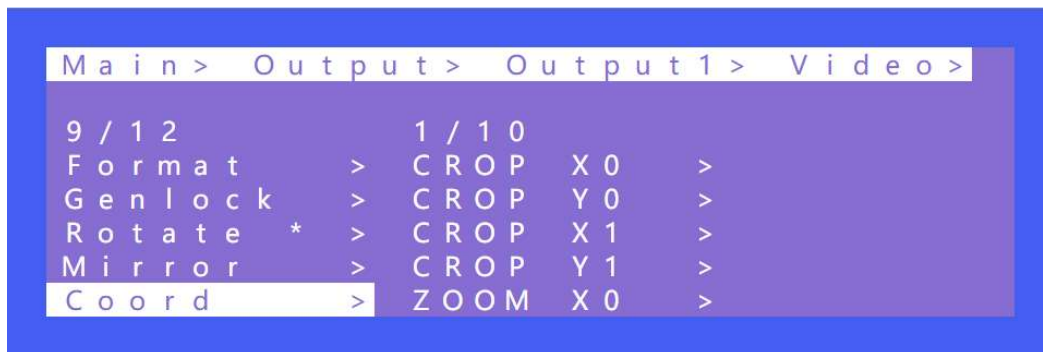 Main> Output> Output1> Video>
9/12 1/10
Format > CROP X0 >
Genlock > CROP Y0 >
Rotate * > CROP X1 >
Mirror > CROP Y1 >
Coord > ZOOM X0 >